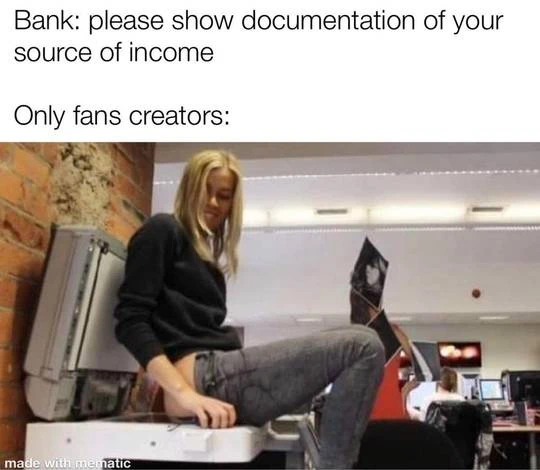 Bank: please show documentation of your
source of income
Only fans creators:
made with mematic